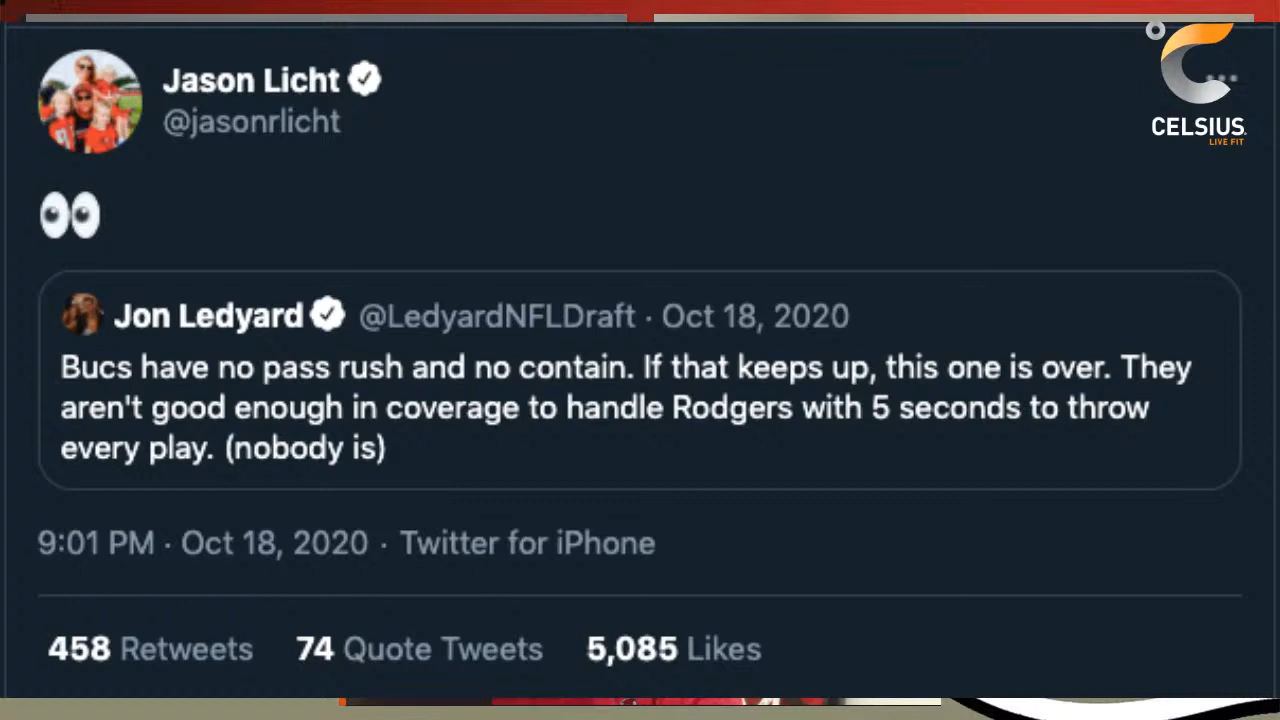 Jason Licht
@jasonrlicht
CELSIUS
LIVE FIT
👀
Jon Ledyard @LedyardNFLDraft · Oct 18, 2020
Bucs have no pass rush and no contain. If that keeps up, this one is over. They
aren't good enough in coverage to handle Rodgers with 5 seconds to throw
every play. (nobody is)
9:01 PM · Oct 18, 2020 · Twitter for iPhone
458 Retweets 74 Quote Tweets 5,085 Likes